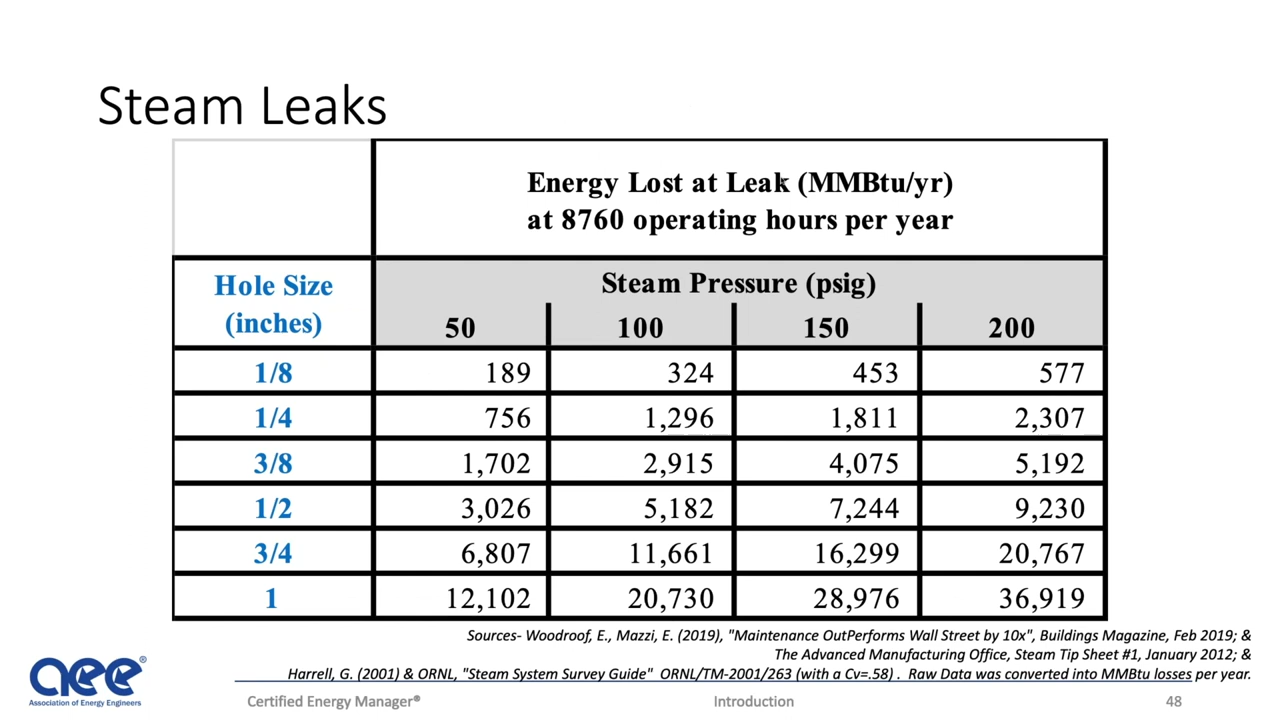 Steam Leaks
Energy Lost at Leak (MMBtu/yr)
at 8760 operating hours per year
Hole Size
(inches)
Steam Pressure (psig)
50 100 150 200
1/8 189 324 453 577
1/4 756 1,296 1,811 2,307
3/8 1,702 2,915 4,075 5,192
1/2 3,026 5,182 7,244 9,230
3/4 6,807 11,661 16,299 20,767
1 12,102 20,730 28,976 36,919
Sources- Woodroof, E., Mazzi, E. (2019), "Maintenance OutPerforms Wall Street by 10x", Buildings Magazine, Feb 2019; &
The Advanced Manufacturing Office, Steam Tip Sheet #1, January 2012; &
Harrell, G. (2001) & ORNL, "Steam System Survey Guide" ORNL/TM-2001/263 (with a Cv=.58) . Raw Data was converted into MMBtu losses per year.
aee®
Association of Energy Engineers
Certified Energy Manager® Introduction 48